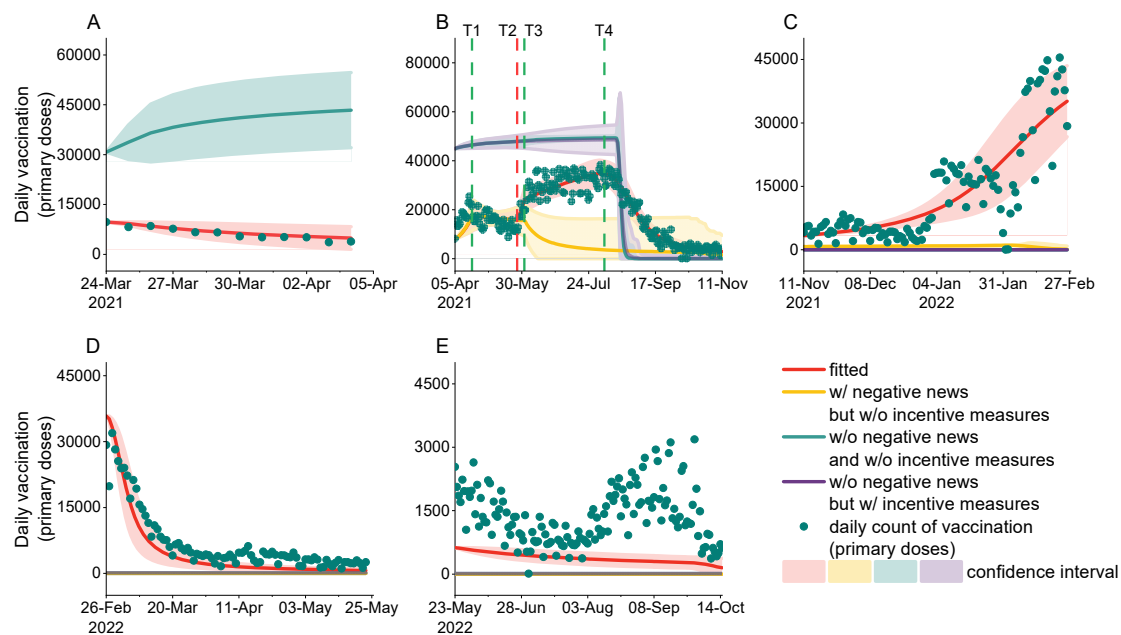 A
Daily vaccination
(primary doses)
60000
45000
30000
15000
0
24-Mar
2021
27-Mar
30-Mar
02-Apr
05-Apr
B
T1
T2
T3
T4
80000
60000
40000
20000
0
05-Apr
2021
30-May
24-Jul
17-Sep
11-Nov
C
45000
30000
15000
0
11-Nov
2021
08-Dec
04-Jan
2022
31-Jan
27-Feb
D
Daily vaccination
(primary doses)
45000
30000
15000
0
26-Feb
2022
20-Mar
11-Apr
03-May
25-May
E
4500
3000
1500
0
23-May
2022
28-Jun
03-Aug
08-Sep
14-Oct
fitted
w/ negative news
but w/o incentive measures
w/o negative news
and w/o incentive measures
w/o negative news
but w/ incentive measures
daily count of vaccination
(primary doses)
confidence interval